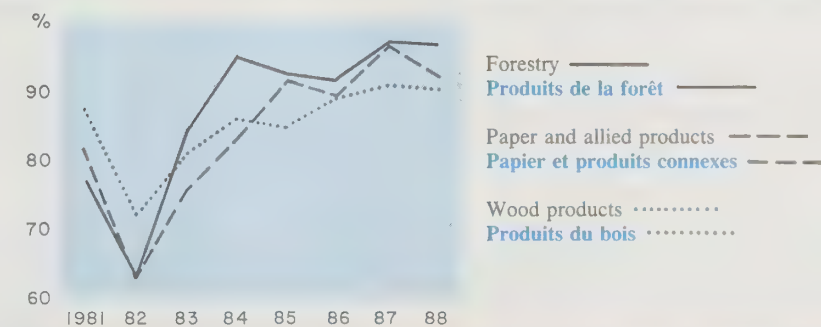 %
90
80
70
60
1981 82 83 84 85 86 87 88
Forestry
Produits de la forêt
Paper and allied products
Papier et produits connexes
Wood products
Produits du bois